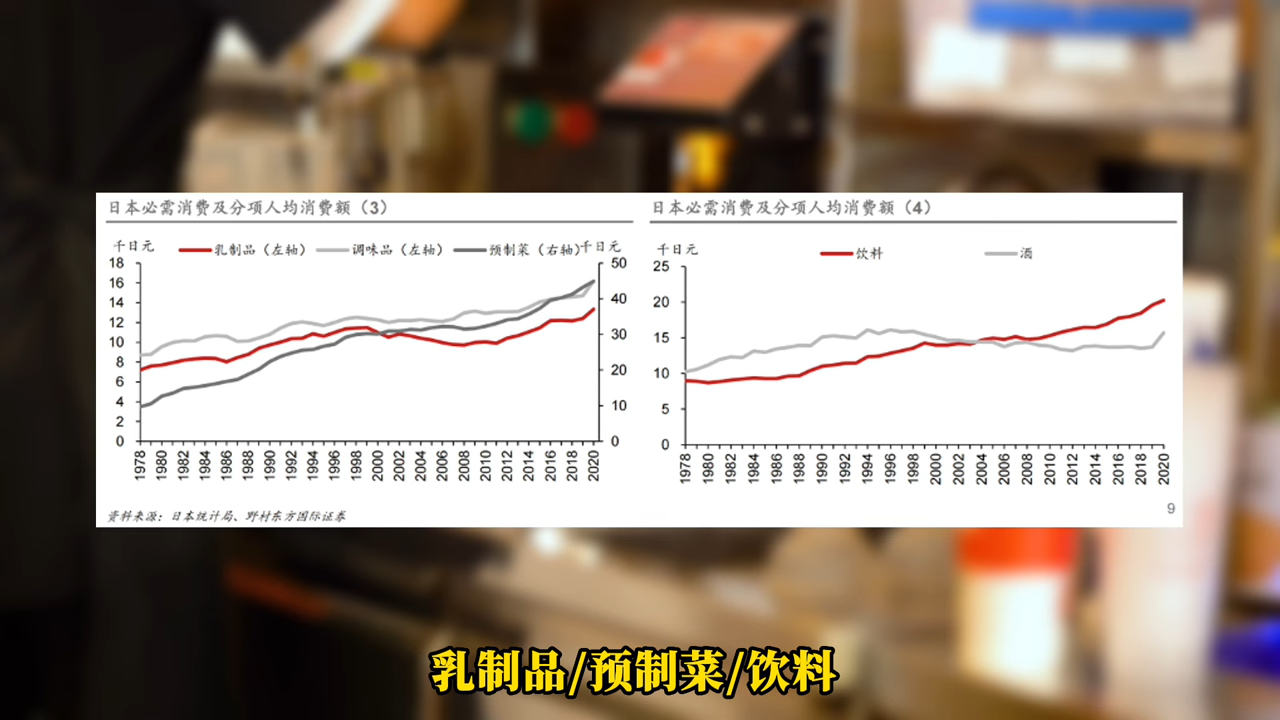 日本必需消费及分项人均消费额（3）
千日元 乳制品（左轴） 调味品（左轴） 预制菜（右轴） 千日元
18
16
14
12
10
8
6
4
2
0
50
40
30
20
10
0
1978 1980 1982 1984 1986 1988 1990 1992 1994 1996 1998 2000 2002 2004 2006 2008 2010 2012 2014 2016 2018 2020
资料来源：日本统计局、野村东方国际证券
日本必需消费及分项人均消费额（4）
千日元 饮料 酒
25
20
15
10
5
0
1978 1980 1982 1984 1986 1988 1990 1992 1994 1996 1998 2000 2002 2004 2006 2008 2010 2012 2014 2016 2018 2020
9
乳制品/预制菜/饮料